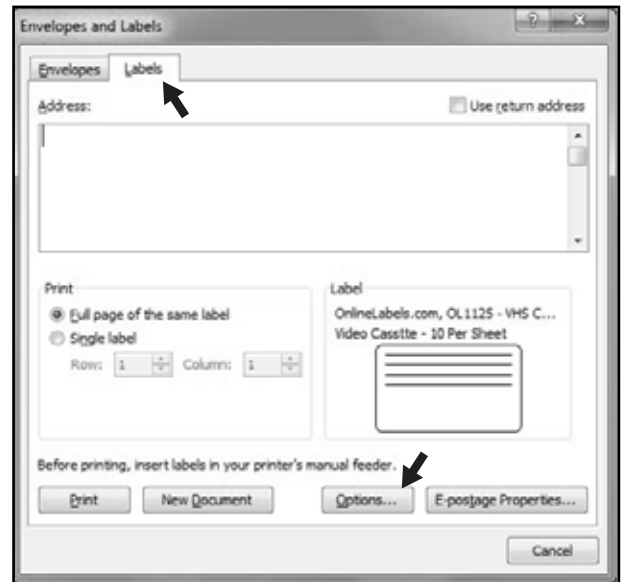 Envelopes and Labels
Envelopes Labels
Address: Use return address
Print
Full page of the same label
Single label
Row: 1 Column: 1
Label
OnlineLabels.com, OL1125 - VHS C...
Video Casstte - 10 Per Sheet
Before printing, insert labels in your printer's manual feeder.
Print New Document Options... E-postage Properties...
Cancel